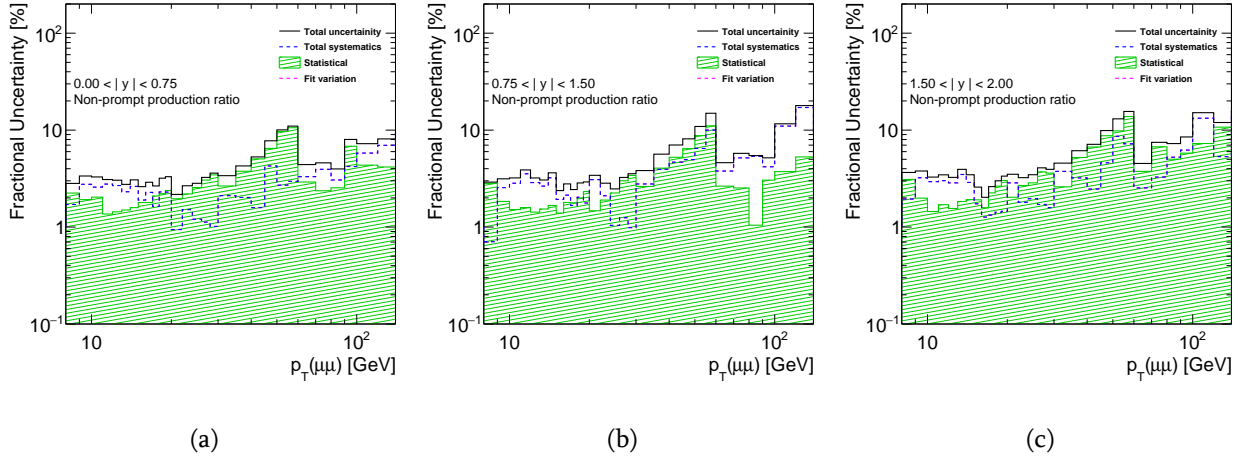 Fractional Uncertainty [%]
10²
10
1
10⁻¹
Total uncertainity
Total systematics
Statistical
Fit variation
0.00 < | y | < 0.75
Non-prompt production ratio
10
10²
p_T(μμ) [GeV]
(a)
Fractional Uncertainty [%]
10²
10
1
10⁻¹
Total uncertainity
Total systematics
Statistical
Fit variation
0.75 < | y | < 1.50
Non-prompt production ratio
10
10²
p_T(μμ) [GeV]
(b)
Fractional Uncertainty [%]
10²
10
1
10⁻¹
Total uncertainity
Total systematics
Statistical
Fit variation
1.50 < | y | < 2.00
Non-prompt production ratio
10
10²
p_T(μμ) [GeV]
(c)